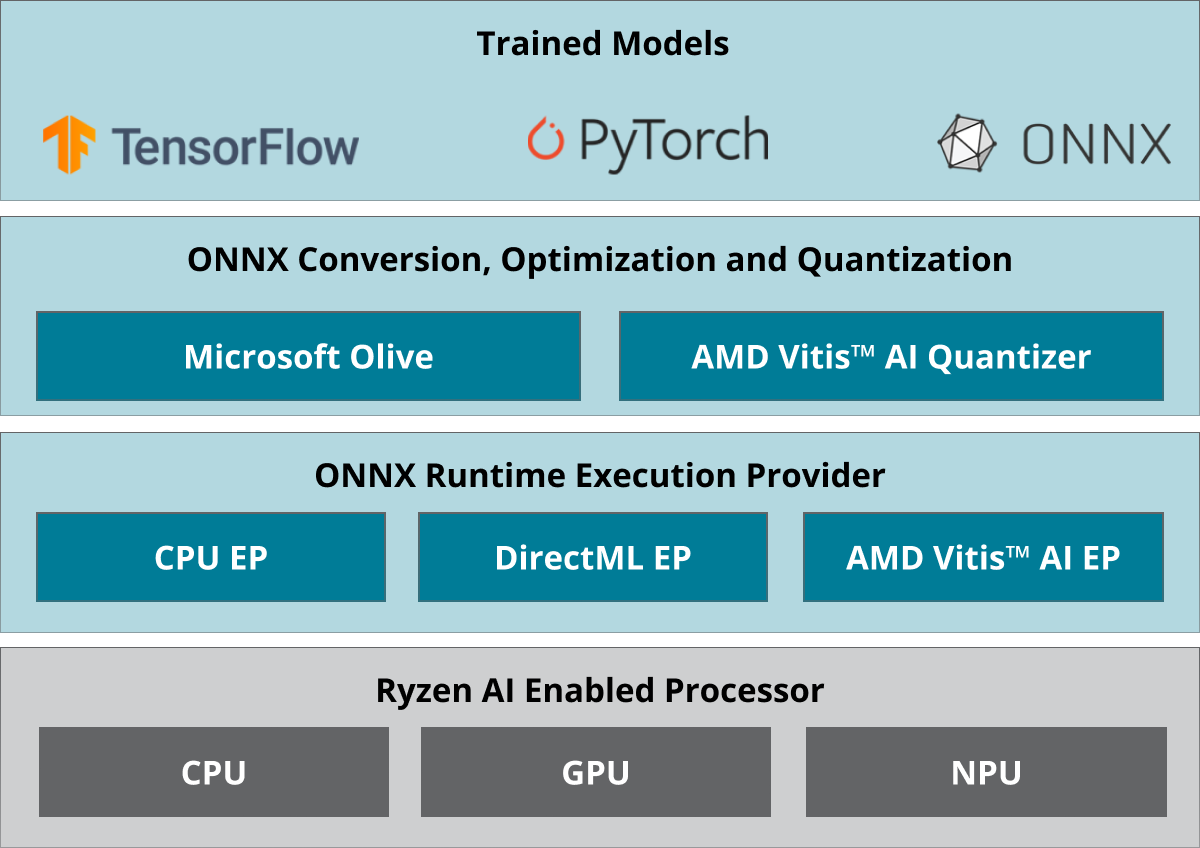 Trained Models
TensorFlow
PyTorch
ONNX
ONNX Conversion, Optimization and Quantization
Microsoft Olive
AMD Vitis™ AI Quantizer
ONNX Runtime Execution Provider
CPU EP
DirectML EP
AMD Vitis™ AI EP
Ryzen AI Enabled Processor
CPU
GPU
NPU